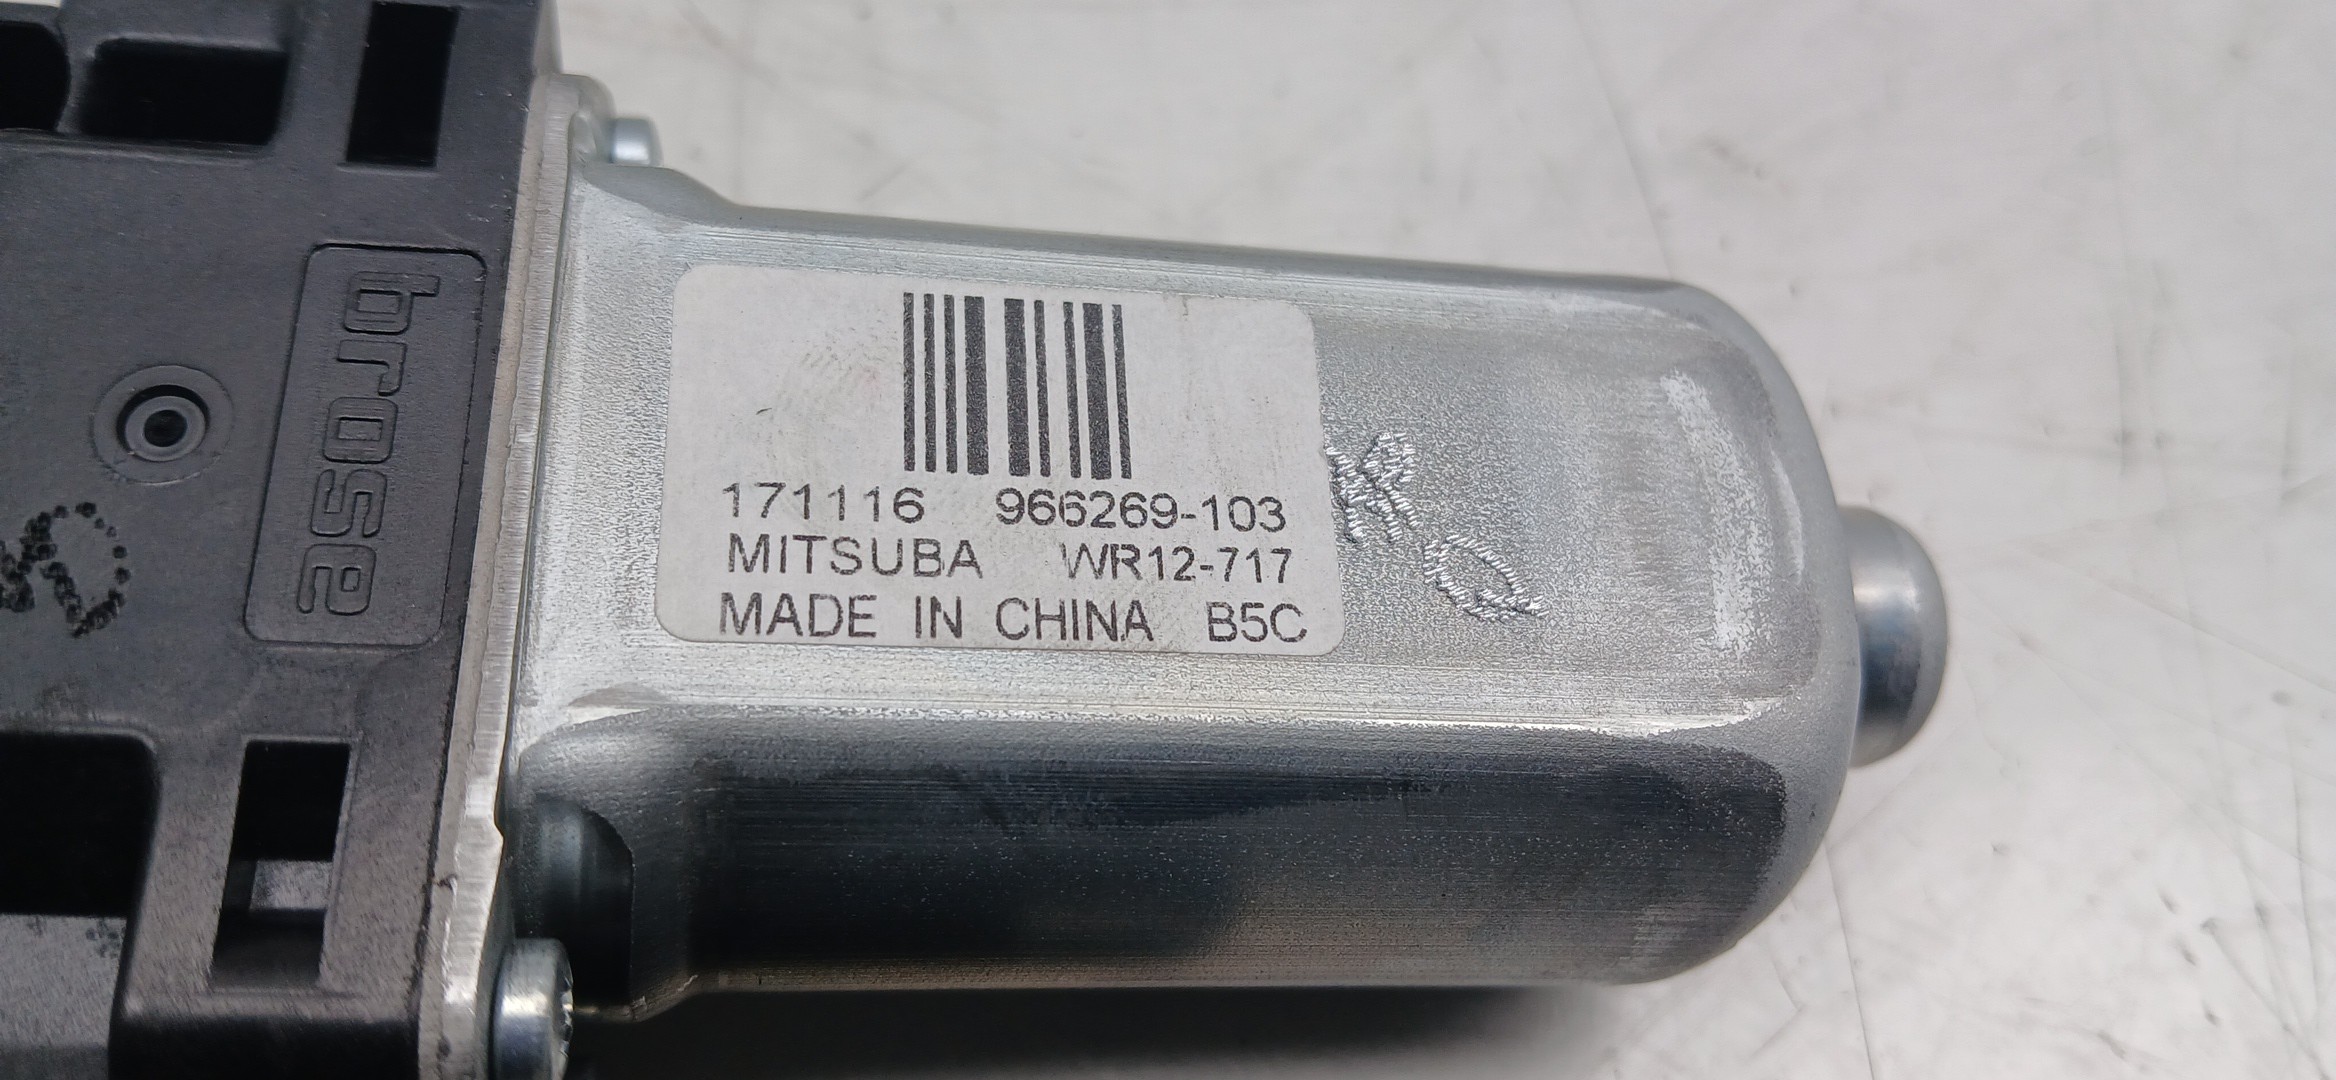 brose
171116 966269-103
MITSUBA WR12-717
MADE IN CHINA B5C